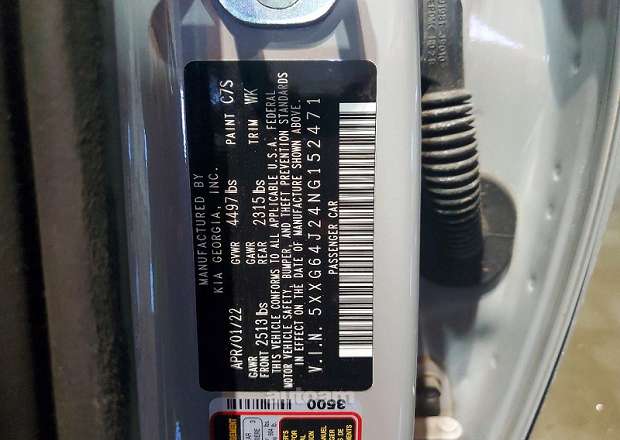 MANUFACTURED BY
KIA GEORGIA, INC.
PAINT C7S
APR/01/22 GVWR 4497 lbs TRIM WK
GAWR FRONT 2513 lbs GAWR REAR 2315 lbs
THIS VEHICLE CONFORMS TO ALL APPLICABLE U.S.A. FEDERAL
MOTOR VEHICLE SAFETY, BUMPER, AND THEFT PREVENTION STANDARDS
IN EFFECT ON THE DATE OF MANUFACTURE SHOWN ABOVE.
V.I.N. 5XXG64J24NG152471
PASSENGER CAR
3500